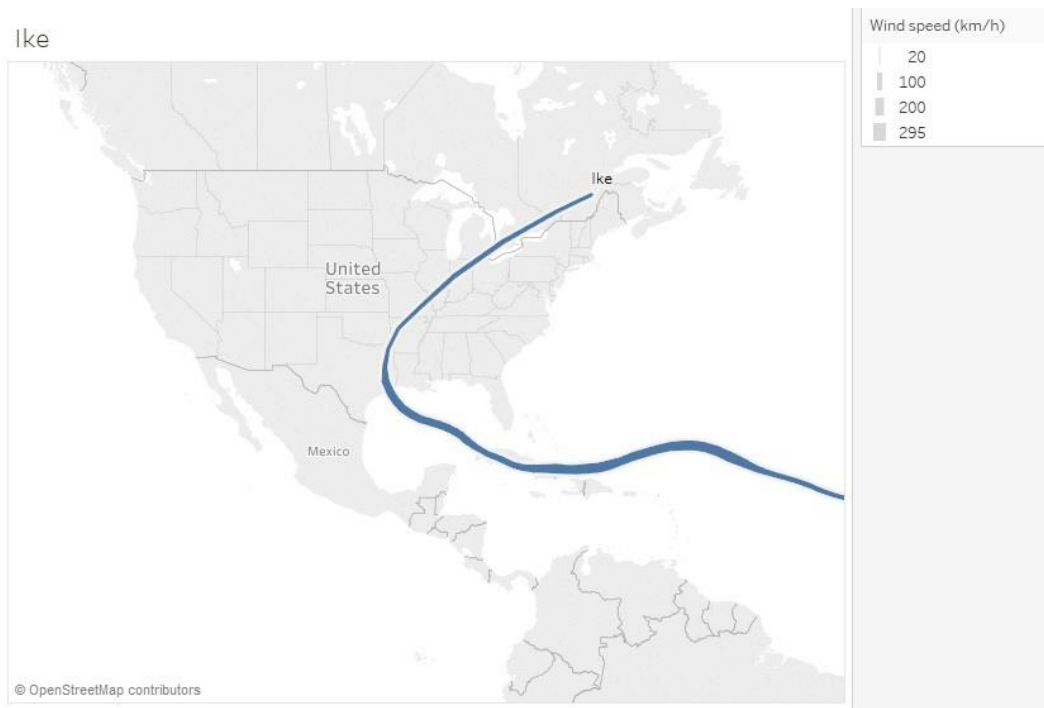 Ike
Wind speed (km/h)
20
100
200
295
Ike
United
States
Mexico
© OpenStreetMap contributors